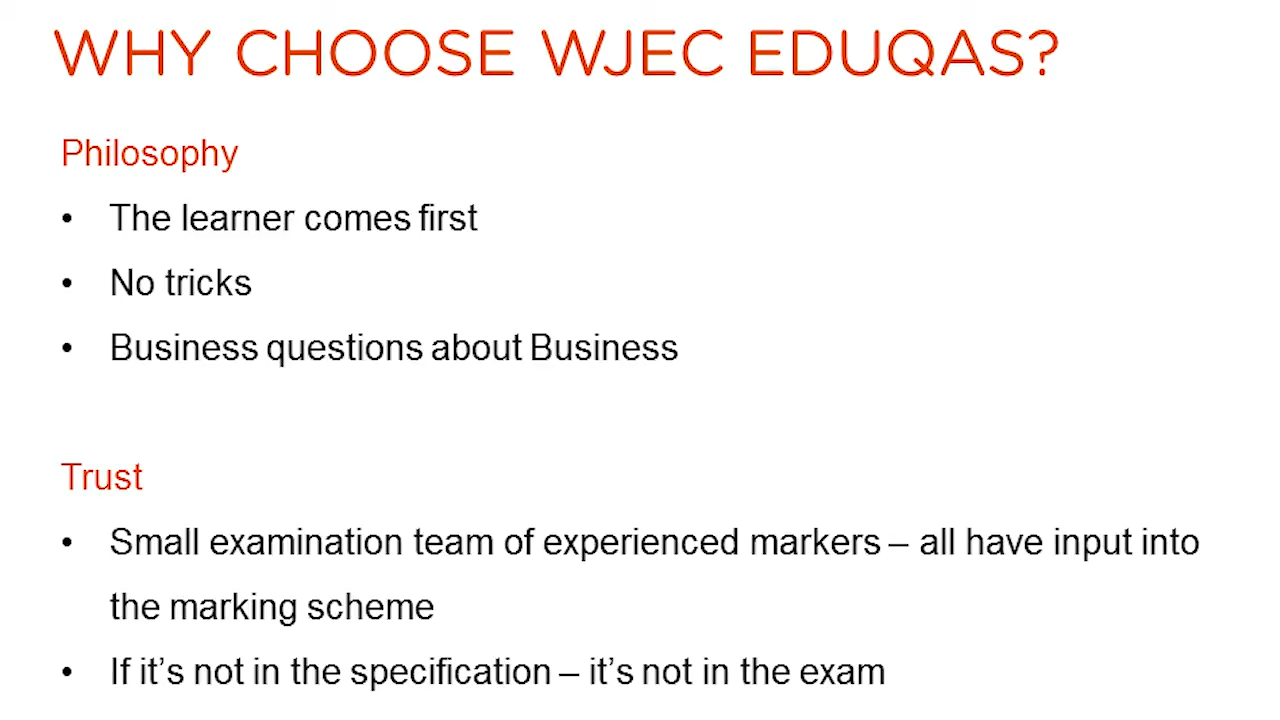 WHY CHOOSE WJEC EDUQAS?
Philosophy
• The learner comes first
• No tricks
• Business questions about Business
Trust
• Small examination team of experienced markers – all have input into
the marking scheme
• If it’s not in the specification – it’s not in the exam